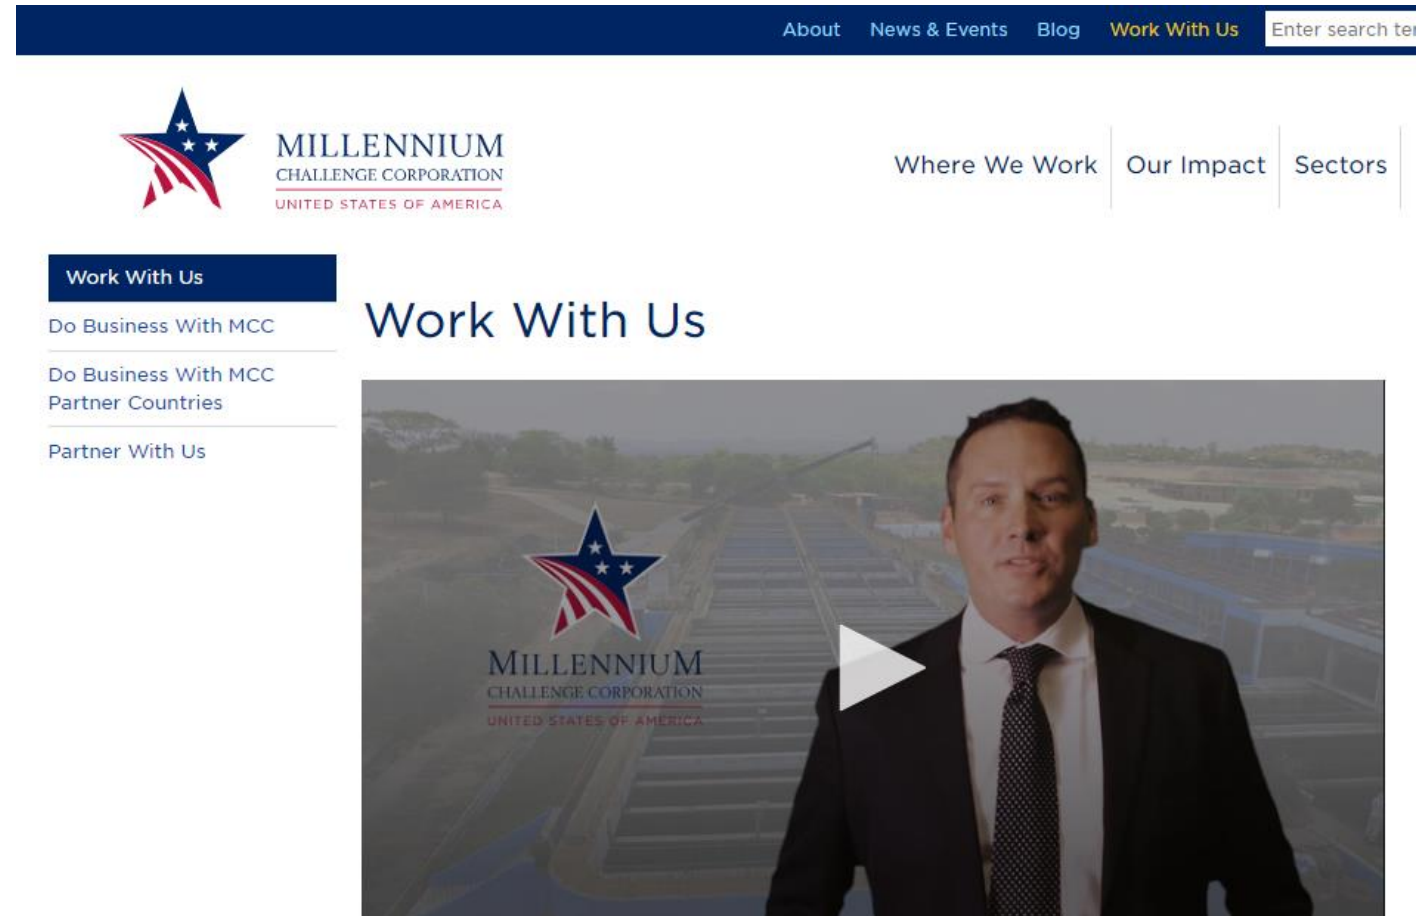 About News & Events Blog Work With Us Enter search ter
MILLENNIUM
CHALLENGE CORPORATION
UNITED STATES OF AMERICA
Where We Work Our Impact Sectors
Work With Us
Do Business With MCC
Do Business With MCC
Partner Countries
Partner With Us
Work With Us
MILLENNIUM
CHALLENGE CORPORATION
UNITED STATES OF AMERICA